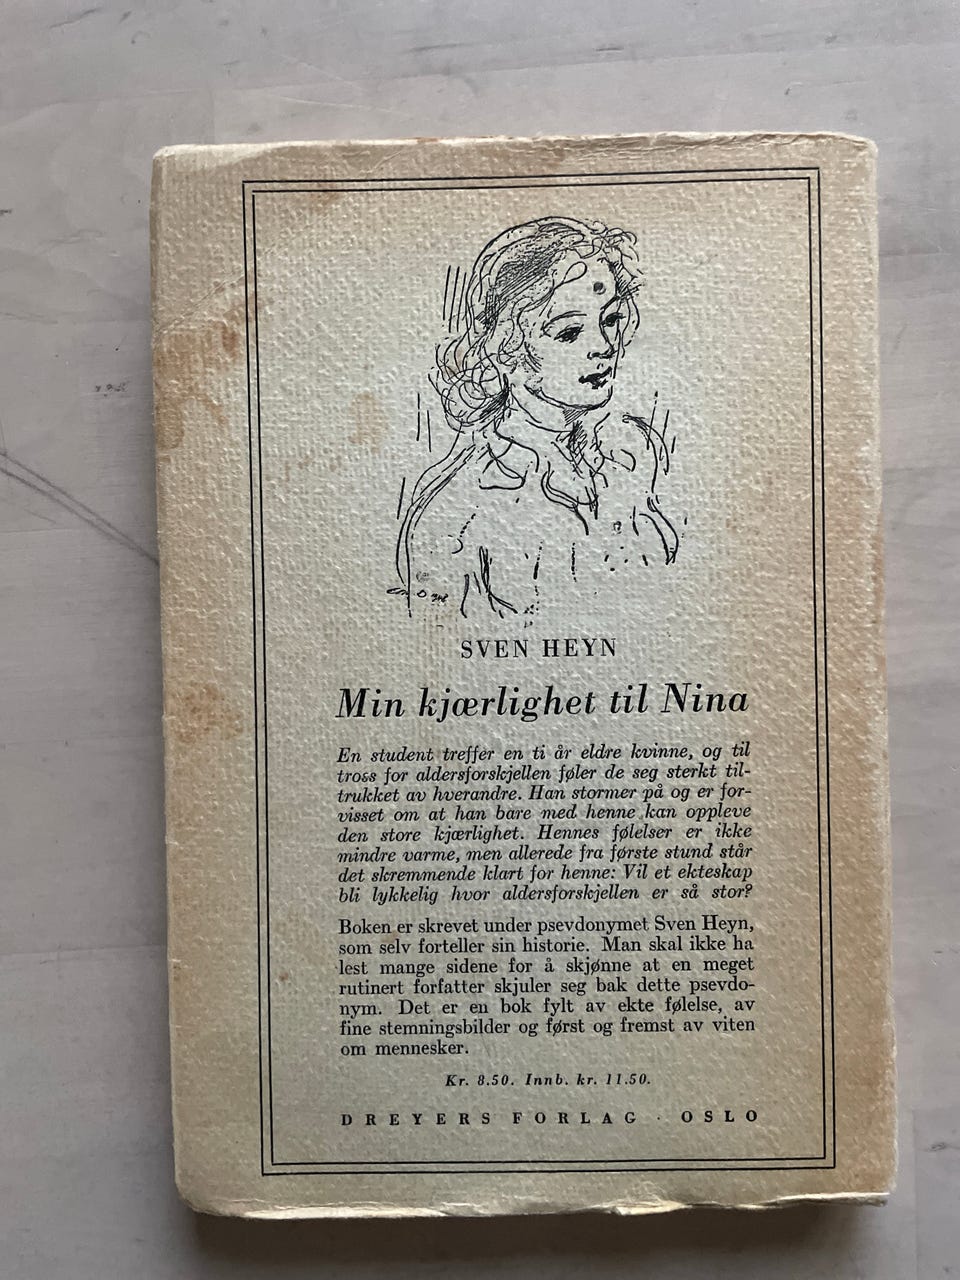 SVEN HEYN
Min kjærlighet til Nina
En student treffer en ti år eldre kvinne, og til
tross for aldersforskjellen føler de seg sterkt til-
trukket av hverandre. Han stormer på og er for-
visset om at han bare med henne kan oppleve
den store kjærlighet. Hennes følelser er ikke
mindre varme, men allerede fra første stund står
det skremmende klart for henne: Vil et ekteskap
bli lykkelig hvor aldersforskjellen er så stor?
Boken er skrevet under psevdonymet Sven Heyn,
som selv forteller sin historie. Man skal ikke ha
lest mange sidene for å skjønne at en meget
rutinert forfatter skjuler seg bak dette psevdo-
nym. Det er en bok fylt av ekte følelse, av
fine stemningsbilder og først og fremst av viten
om mennesker.
Kr. 8.50. Innb. kr. 11.50.
DREYERS FORLAG · OSLO